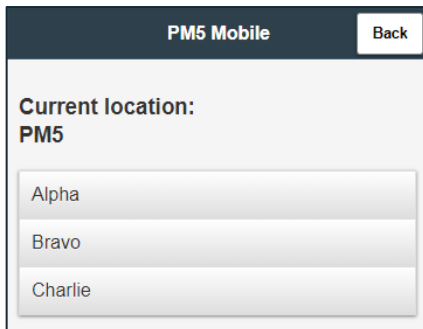 PM5 Mobile
Back
Current location:
PM5
Alpha
Bravo
Charlie